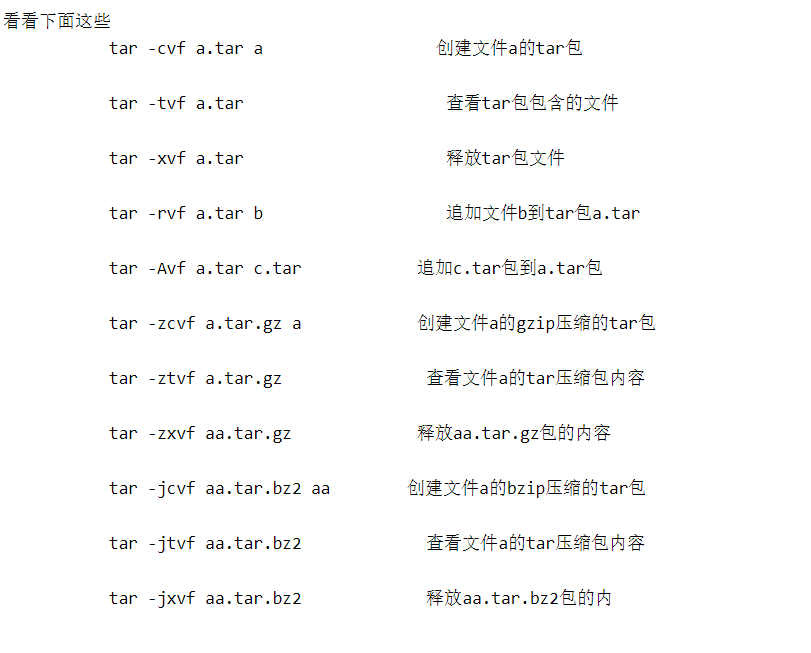 看看下面这些
tar -cvf a.tar a 创建文件a的tar包
tar -tvf a.tar 查看tar包包含的文件
tar -xvf a.tar 释放tar包文件
tar -rvf a.tar b 追加文件b到tar包a.tar
tar -Avf a.tar c.tar 追加c.tar包到a.tar包
tar -zcvf a.tar.gz a 创建文件a的gzip压缩的tar包
tar -ztvf a.tar.gz 查看文件a的tar压缩包内容
tar -zxvf aa.tar.gz 释放aa.tar.gz包的内容
tar -jcvf aa.tar.bz2 aa 创建文件a的bzip压缩的tar包
tar -jtvf aa.tar.bz2 查看文件a的tar压缩包内容
tar -jxvf aa.tar.bz2 释放aa.tar.bz2包的内